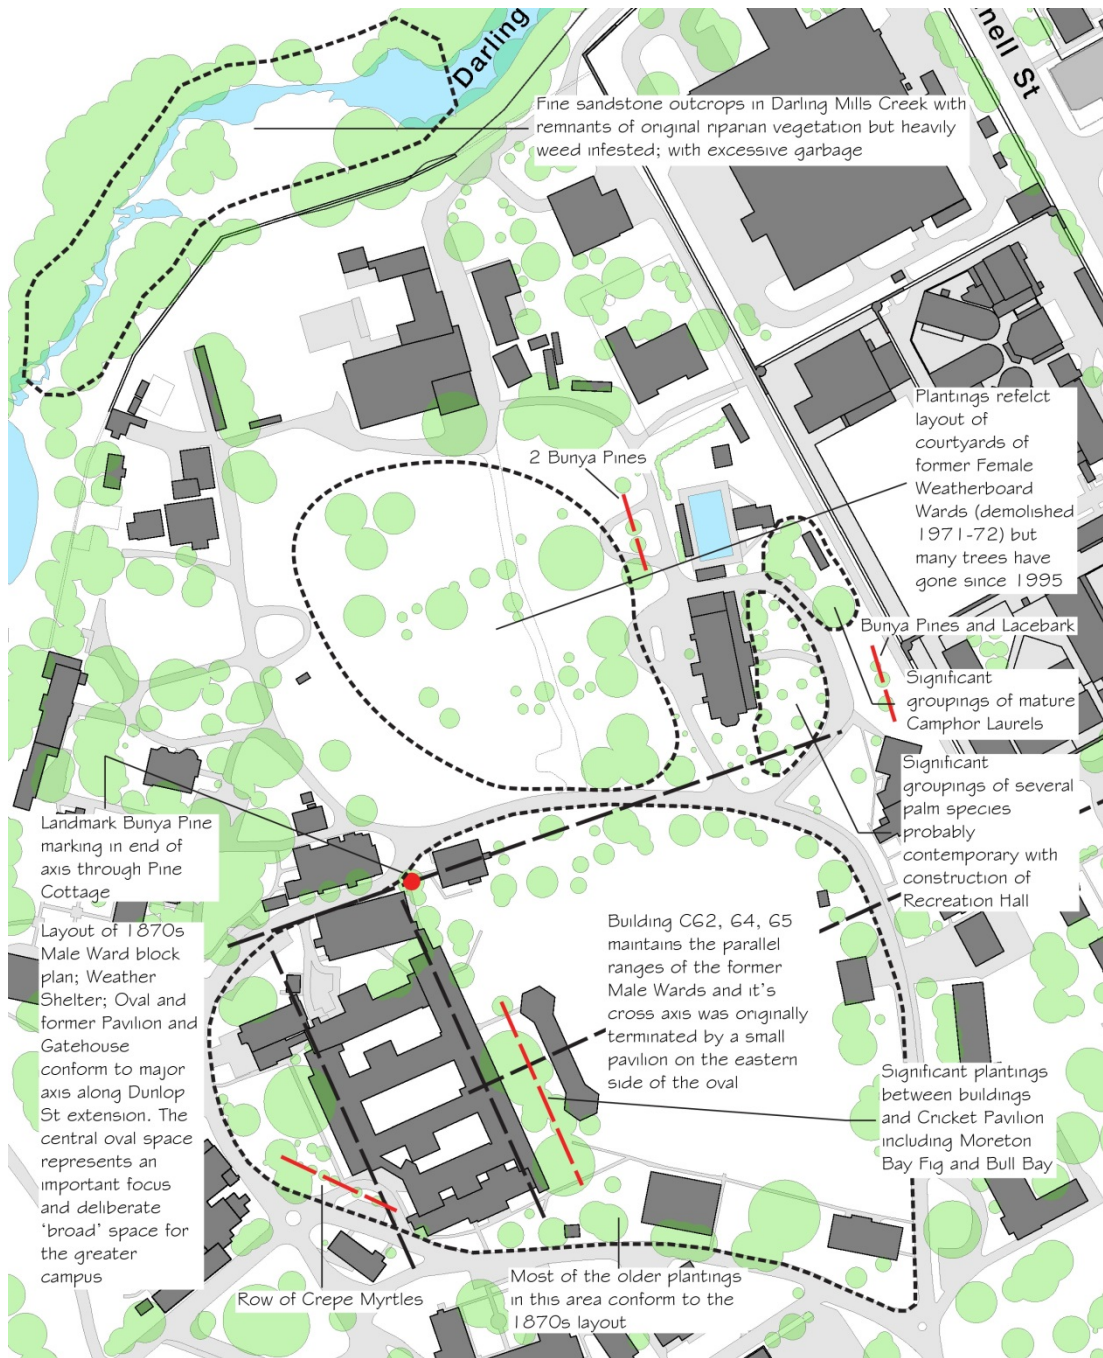 Darling
nell St
Fine sandstone outcrops in Darling Mills Creek with
remnants of original riparian vegetation but heavily
weed infested; with excessive garbage
Plantings refelct
layout of
courtyards of
former Female
Weatherboard
Wards (demolished
1971-72) but
many trees have
gone since 1995
2 Bunya Pines
Bunya Pines and Lacebark
Significant
groupings of mature
Camphor Laurels
Significant
groupings of several
palm species
probably
contemporary with
construction of
Recreation Hall
Landmark Bunya Pine
marking in end of
axis through Pine
Cottage
Layout of 1870s
Male Ward block
plan; Weather
Shelter; Oval and
former Pavilion and
Gatehouse
conform to major
axis along Dunlop
St extension. The
central oval space
represents an
important focus
and deliberate
'broad' space for
the greater
campus
Building C62, 64, 65
maintains the parallel
ranges of the former
Male Wards and it's
cross axis was originally
terminated by a small
pavilion on the eastern
side of the oval
Significant plantings
between buildings
and Cricket Pavilion
including Moreton
Bay Fig and Bull Bay
Row of Crepe Myrtles
Most of the older plantings
in this area conform to the
1870s layout